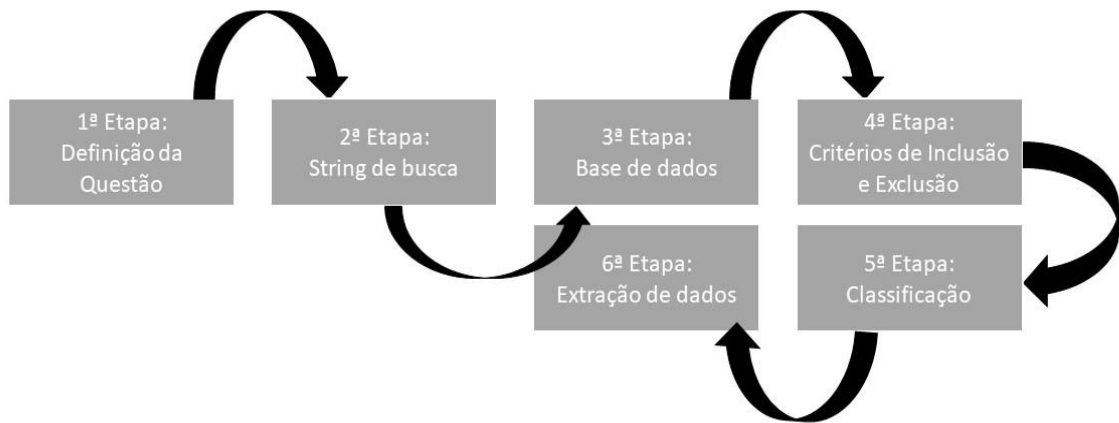 1ª Etapa:
Definição da
Questão
2ª Etapa:
String de busca
3ª Etapa:
Base de dados
4ª Etapa:
Critérios de Inclusão
e Exclusão
5ª Etapa:
Classificação
6ª Etapa:
Extração de dados